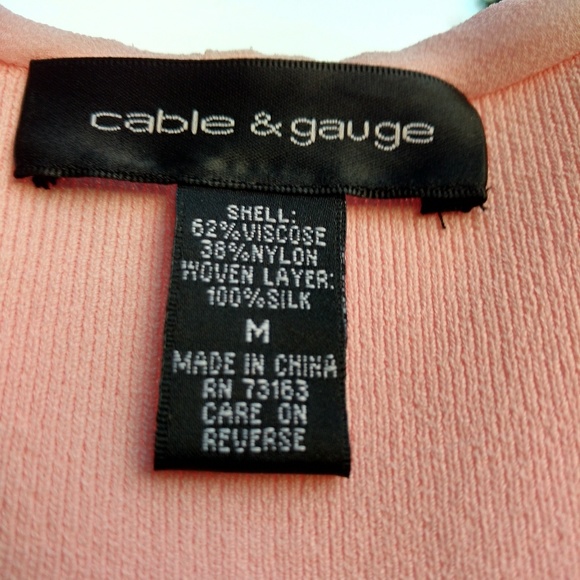 cable & gauge
SHELL:
62%VISCOSE
38%NYLON
WOVEN LAYER:
100%SILK
M
MADE IN CHINA
RN 73163
CARE ON
REVERSE